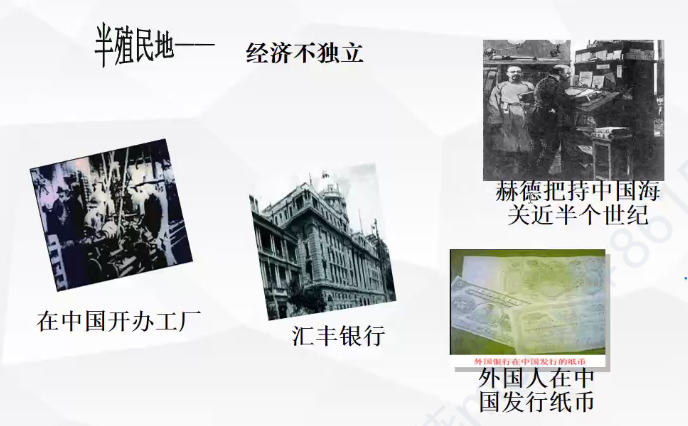 半殖民地——
经济不独立
赫德把持中国海
关近半个世纪
在中国开办工厂
汇丰银行
外国银行在中国发行的纸币
外国人在中
国发行纸币